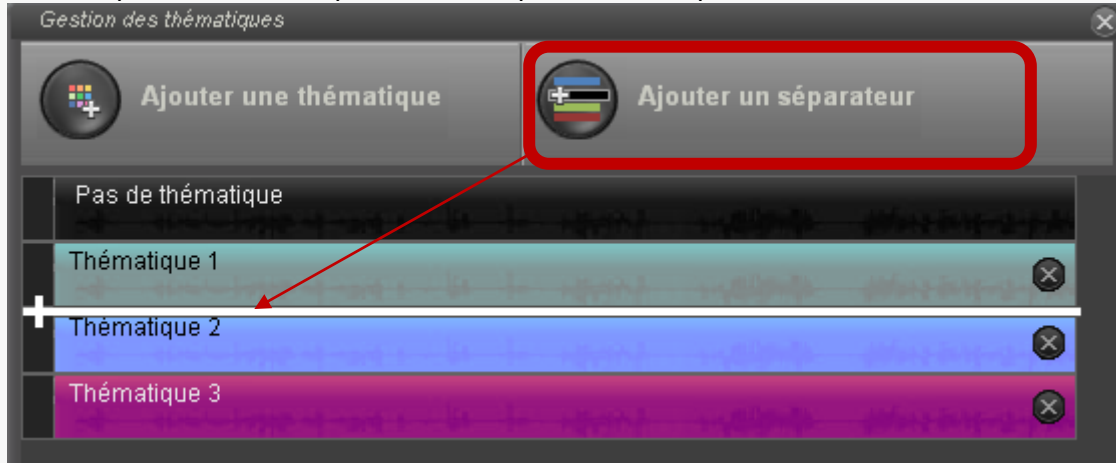 Gestion des thématiques
Ajouter une thématique
Ajouter un séparateur
Pas de thématique
Thématique 1
Thématique 2
Thématique 3